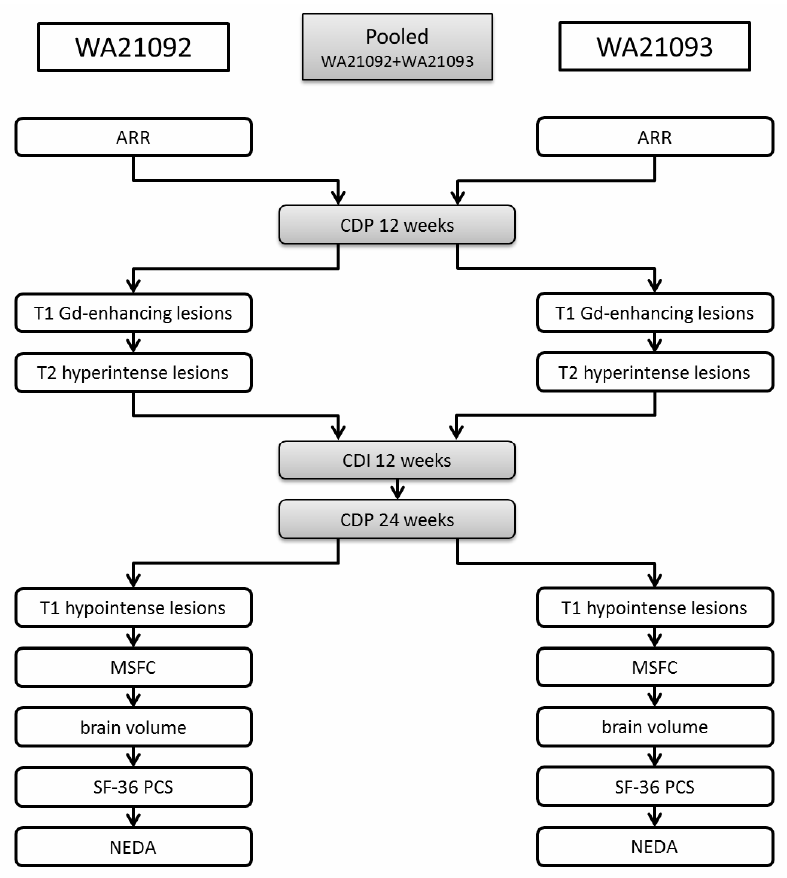 WA21092
Pooled
WA21092+WA21093
WA21093
ARR
ARR
CDP 12 weeks
T1 Gd-enhancing lesions
T1 Gd-enhancing lesions
T2 hyperintense lesions
T2 hyperintense lesions
CDI 12 weeks
CDP 24 weeks
T1 hypointense lesions
T1 hypointense lesions
MSFC
MSFC
brain volume
brain volume
SF-36 PCS
SF-36 PCS
NEDA
NEDA